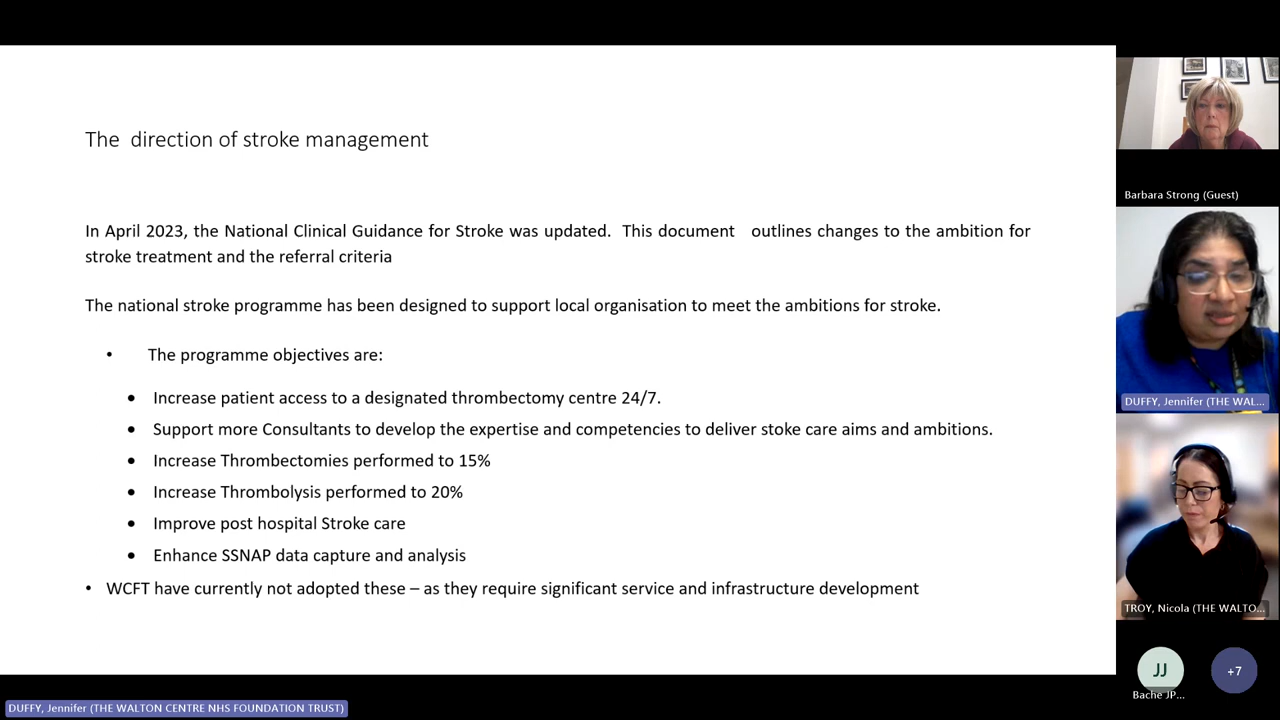 The direction of stroke management
In April 2023, the National Clinical Guidance for Stroke was updated. This document outlines changes to the ambition for
stroke treatment and the referral criteria
The national stroke programme has been designed to support local organisation to meet the ambitions for stroke.
• The programme objectives are:
• Increase patient access to a designated thrombectomy centre 24/7.
• Support more Consultants to develop the expertise and competencies to deliver stoke care aims and ambitions.
• Increase Thrombectomies performed to 15%
• Increase Thrombolysis performed to 20%
• Improve post hospital Stroke care
• Enhance SSNAP data capture and analysis
• WCFT have currently not adopted these – as they require significant service and infrastructure development
Barbara Strong (Guest)
DUFFY, Jennifer (THE WAL...
TROY, Nicola (THE WALTO...
JJ
+7
Bache JP...
DUFFY, Jennifer (THE WALTON CENTRE NHS FOUNDATION TRUST)